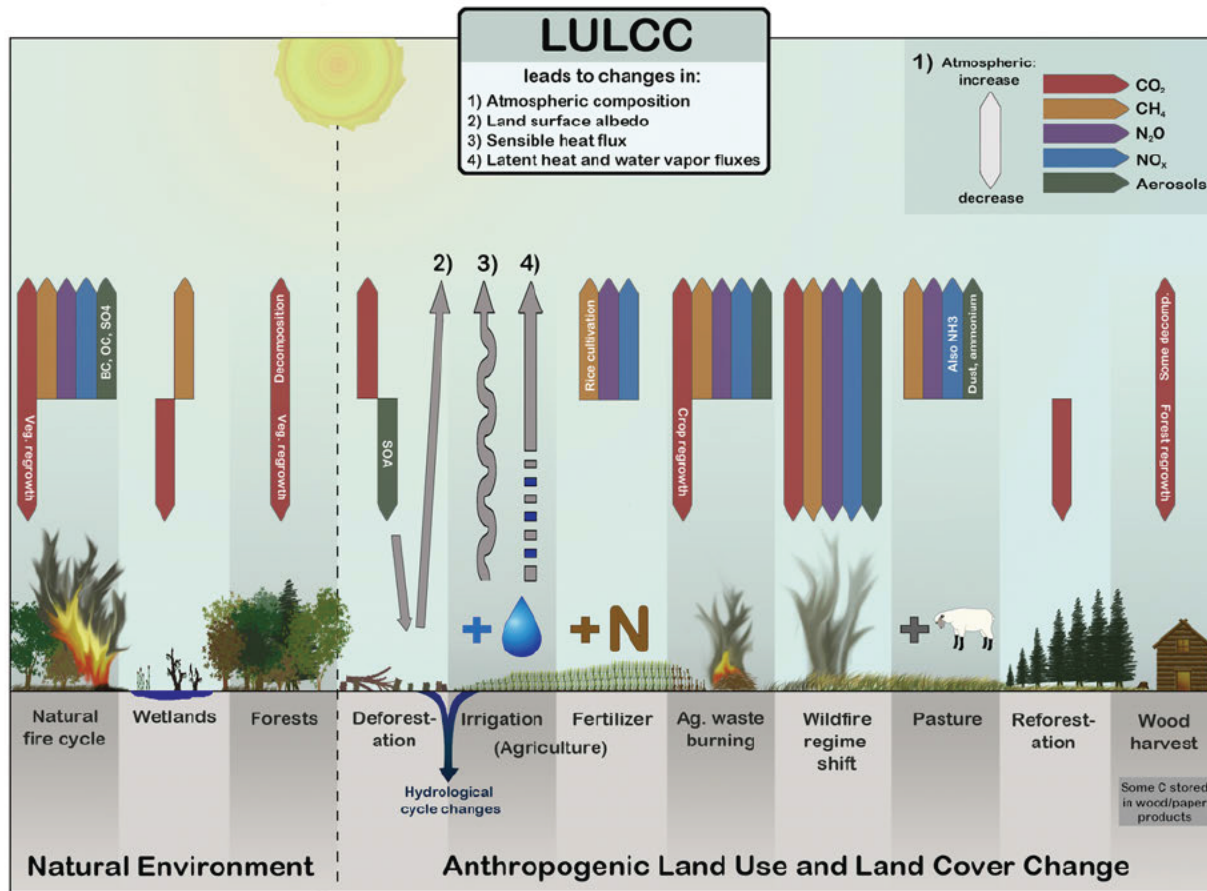 LULCC
leads to changes in:
1) Atmospheric composition
2) Land surface albedo
3) Sensible heat flux
4) Latent heat and water vapor fluxes
1) Atmospheric:
increase
decrease
CO₂
CH₄
N₂O
NOₓ
Aerosols
2)
3)
4)
Veg. regrowth
BC, OC, SO4
Decomposition
Veg. regrowth
SOA
Rice cultivation
Crop regrowth
Also NH3
Dust, ammonium
Some decomp.
Forest regrowth
+
+N
+
Natural
fire cycle
Wetlands
Forests
Deforest-
ation
Irrigation
Fertilizer
(Agriculture)
Ag. waste
burning
Wildfire
regime
shift
Pasture
Reforest-
ation
Wood
harvest
Hydrological
cycle changes
Some C stored
in wood/paper
products
Natural Environment
Anthropogenic Land Use and Land Cover Change